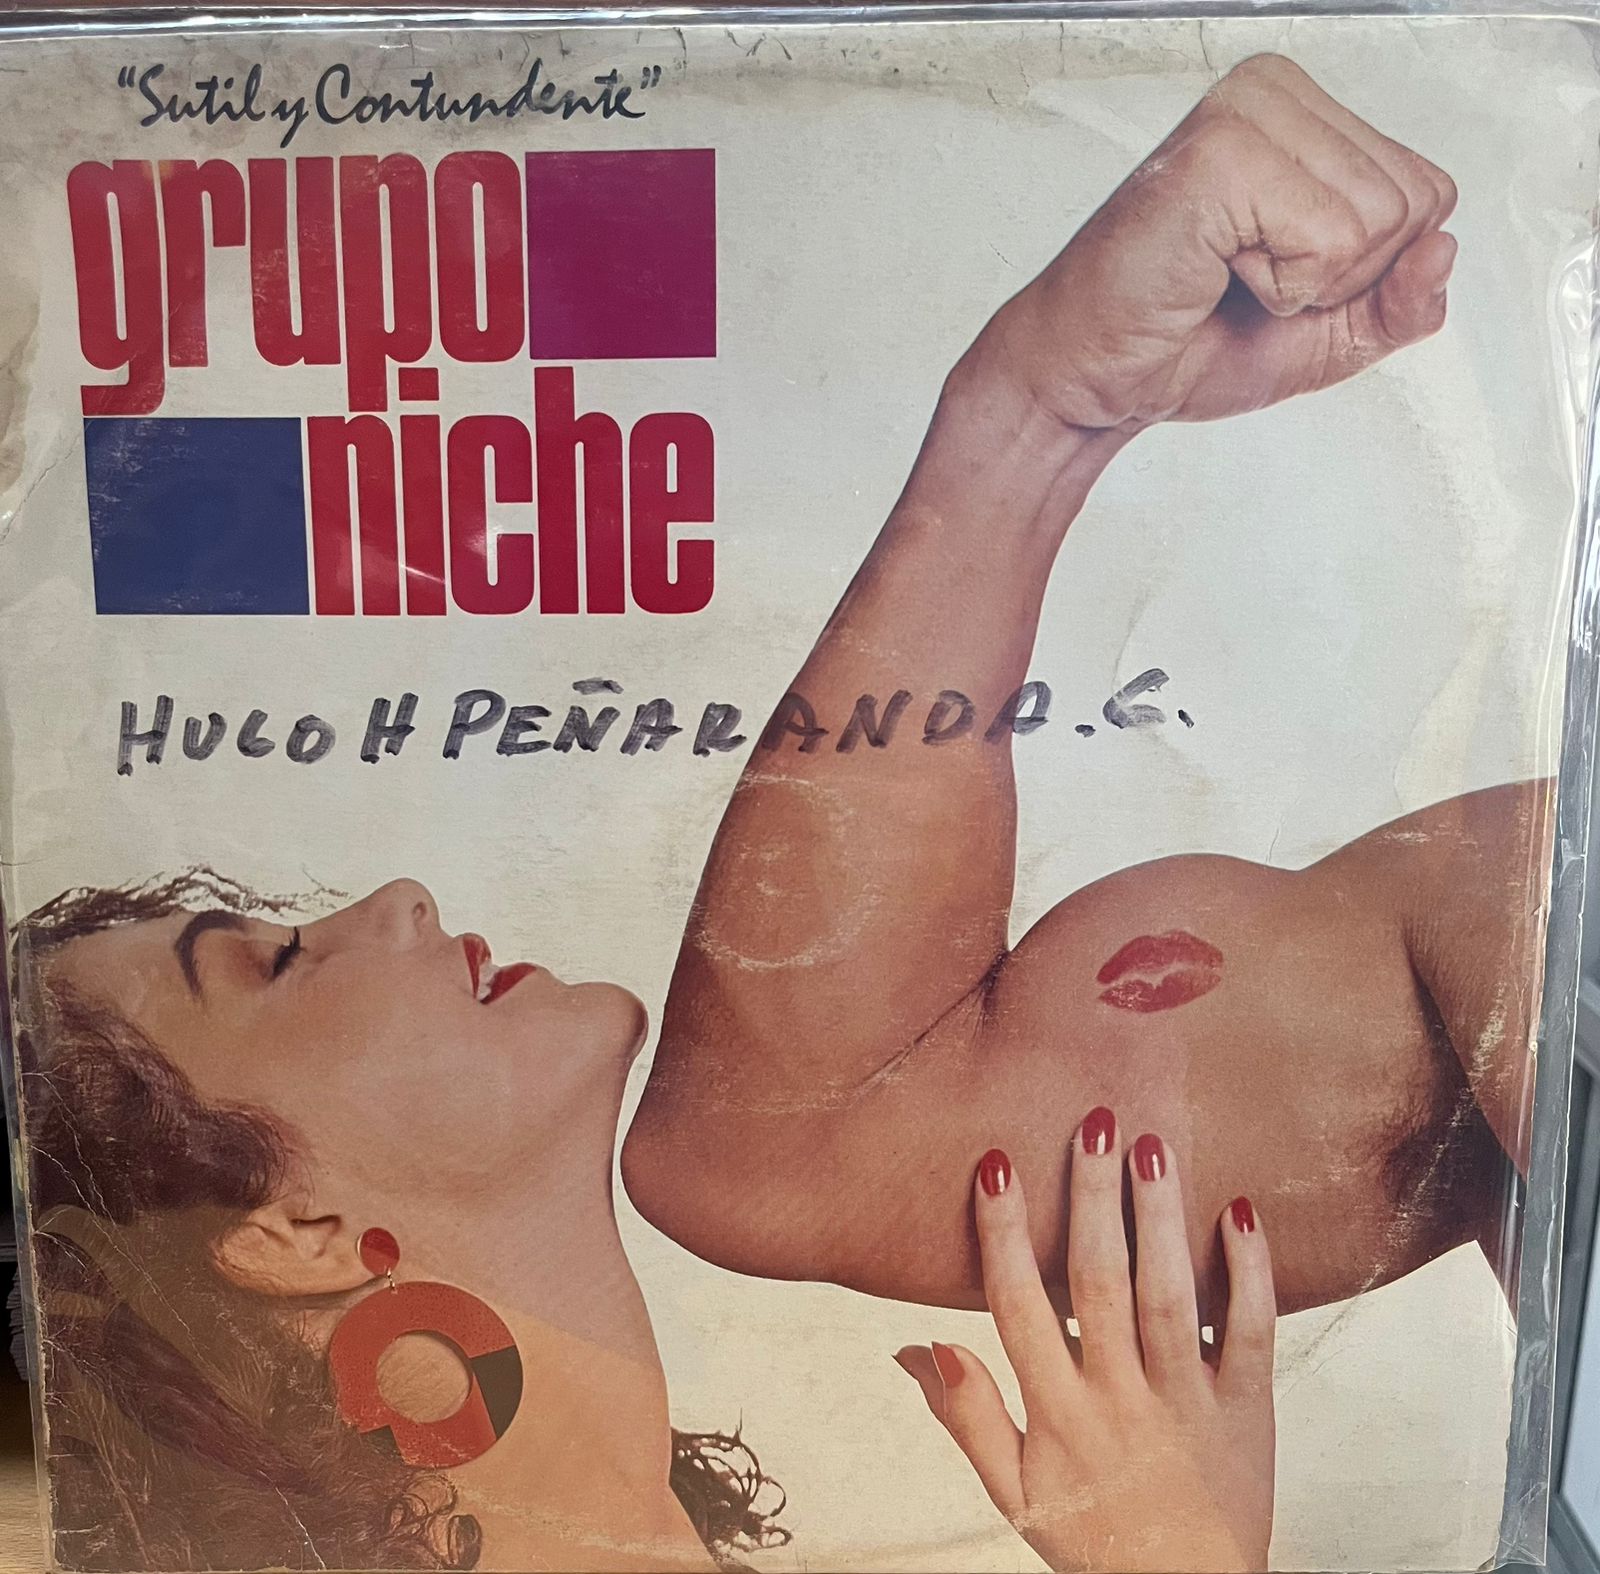 "Sutil y Contundente"
grupo
niche
HUGO H PEÑARANDA. G.